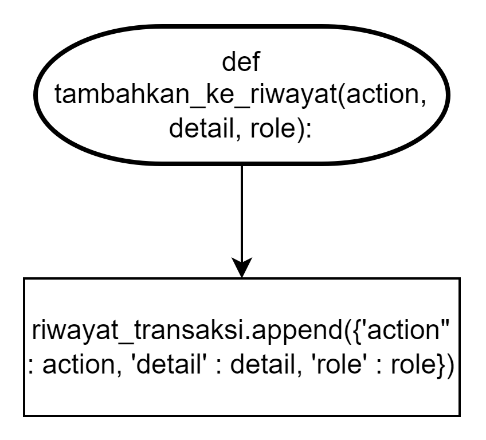 def
tambahkan_ke_riwayat(action,
detail, role):
riwayat_transaksi.append({'action"
: action, 'detail' : detail, 'role' : role})